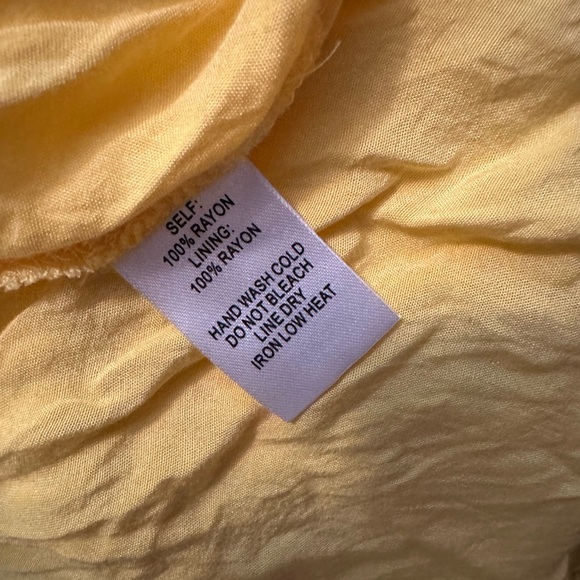 SELF:
100% RAYON
LINING:
100% RAYON
HAND WASH COLD
DO NOT BLEACH
LINE DRY
IRON LOW HEAT